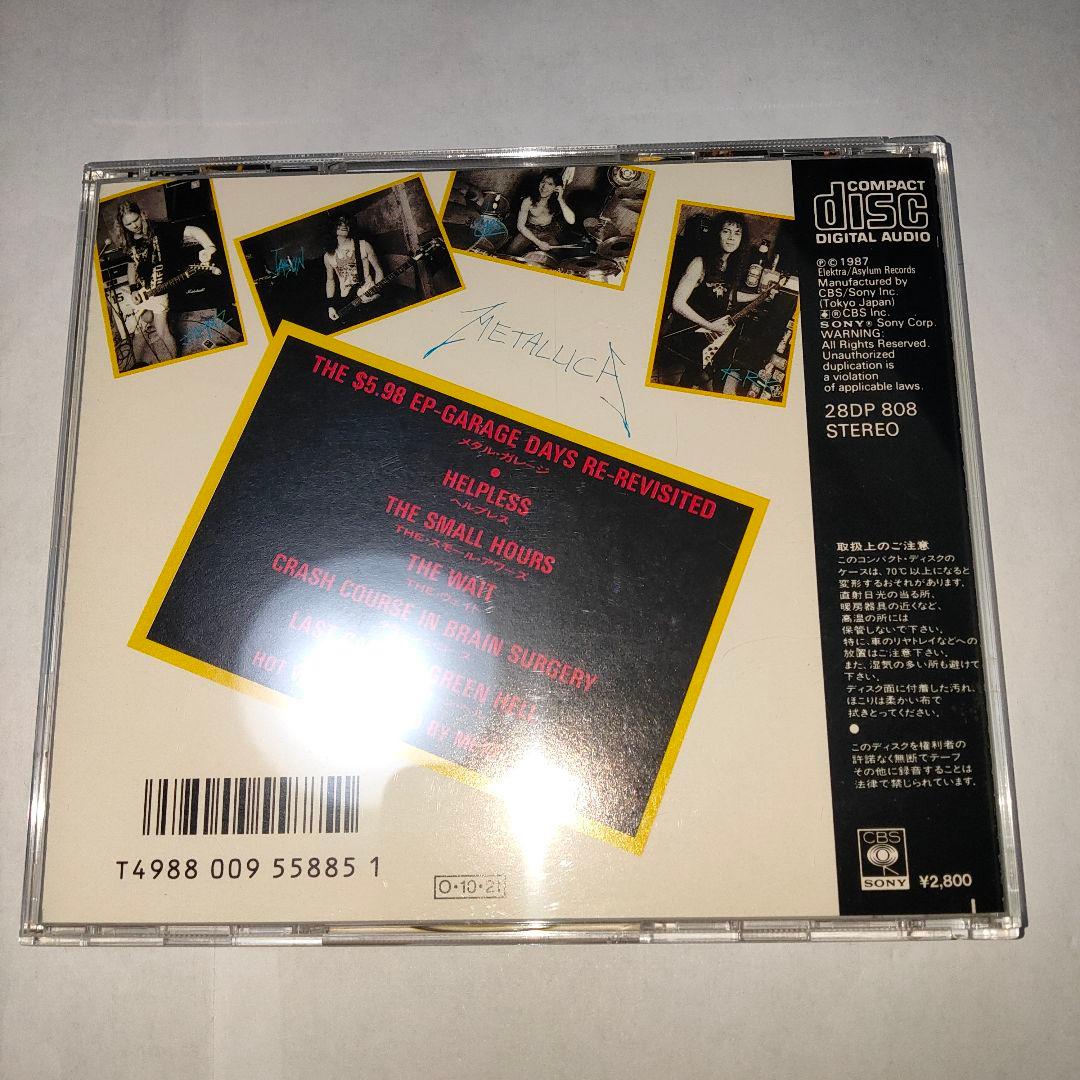 JASON
METALLICA
KIRK
THE $5.98 EP-GARAGE DAYS RE-REVISITED
メタル・ガレージ
HELPLESS
ヘルプレス
THE SMALL HOURS
THE・スモール・アワーズ
THE WAIT
THE・ウェイト
CRASH COURSE IN BRAIN SURGERY
LAST
GREEN HELL
HOT
BY
T4988 009 55885 1
O・10・21
COMPACT
disc
DIGITAL AUDIO
Ⓟ © 1987
Elektra/Asylum Records
Manufactured by
CBS/Sony Inc.
(Tokyo Japan)
® CBS Inc.
SONY® Sony Corp.
WARNING:
All Rights Reserved.
Unauthorized
duplication is
a violation
of applicable laws.
28DP 808
STEREO
取扱上のご注意
このコンパクト・ディスクの
ケースは、70℃以上になると
変形するおそれがあります。
直射日光の当る所、
暖房器具の近くなど、
高温の所には
保管しないで下さい。
特に、車のリヤトレイなどへの
放置はご注意下さい。
また、湿気の多い所も避けて
下さい。
ディスク面に付着した汚れ、
ほこりは柔かい布で
拭きとってください。
このディスクを権利者の
許諾なく無断でテープ
その他に録音することは
法律で禁じられています。
CBS
SONY
¥2,800